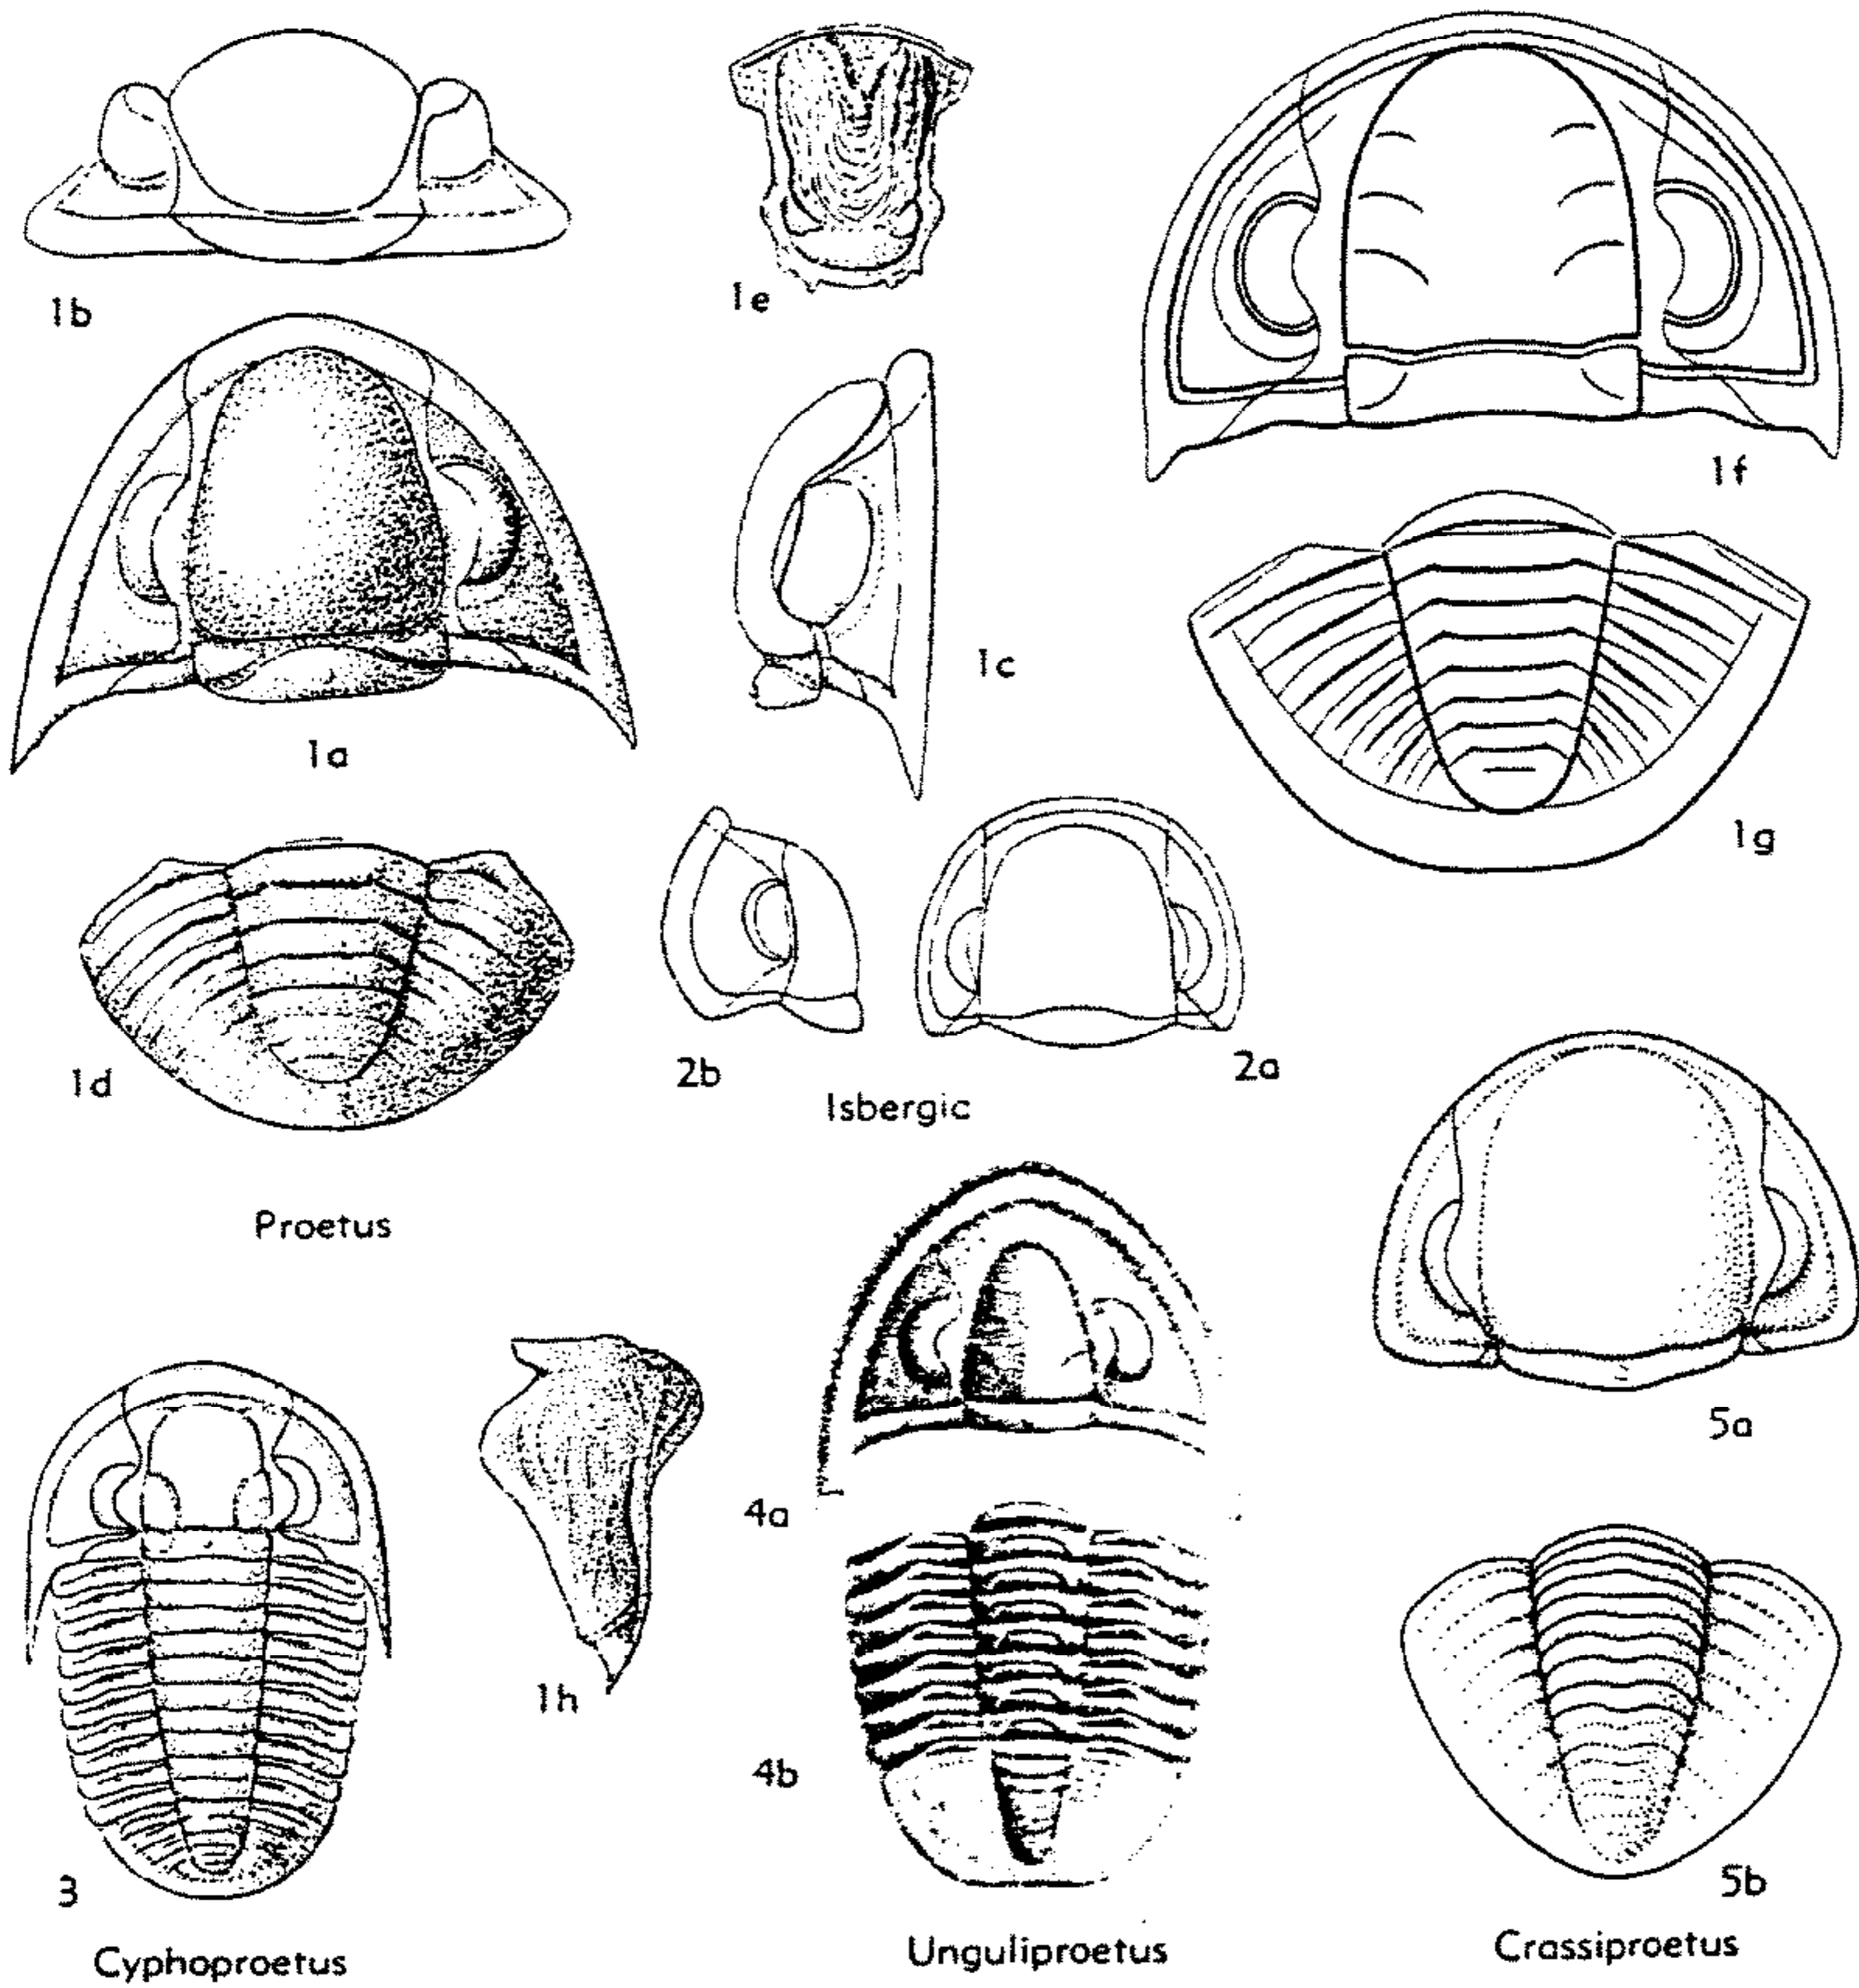 1b
1e
1f
1a
1c
1g
1d
2b
2a
Isbergic
Proetus
5a
4a
1h
4b
3
5b
Cyphoproetus
Unguliproetus
Crassiproetus